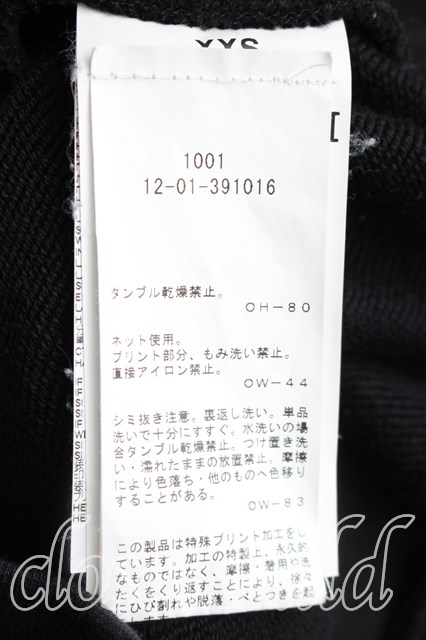 XXS
1001
12-01-391016
タンブル乾燥禁止。
OH-80
ネット使用。
プリント部分、もみ洗い禁止。
直接アイロン禁止。
OW-44
シミ抜き注意。裏返し洗い。単品
洗いで十分にすすぐ。水洗いの場
合タンブル乾燥禁止。つけ置き洗
い・濡れたままの放置禁止。摩擦
により色落ち・他のものへ色移り
することがある。
OW-83
この製品は特殊プリント加工をし
ています。加工の特製上、永久的
なものではなく、摩擦・着用や洗
たくをくり返すことにより、徐々
にひび割れや脱落・べとつきを起